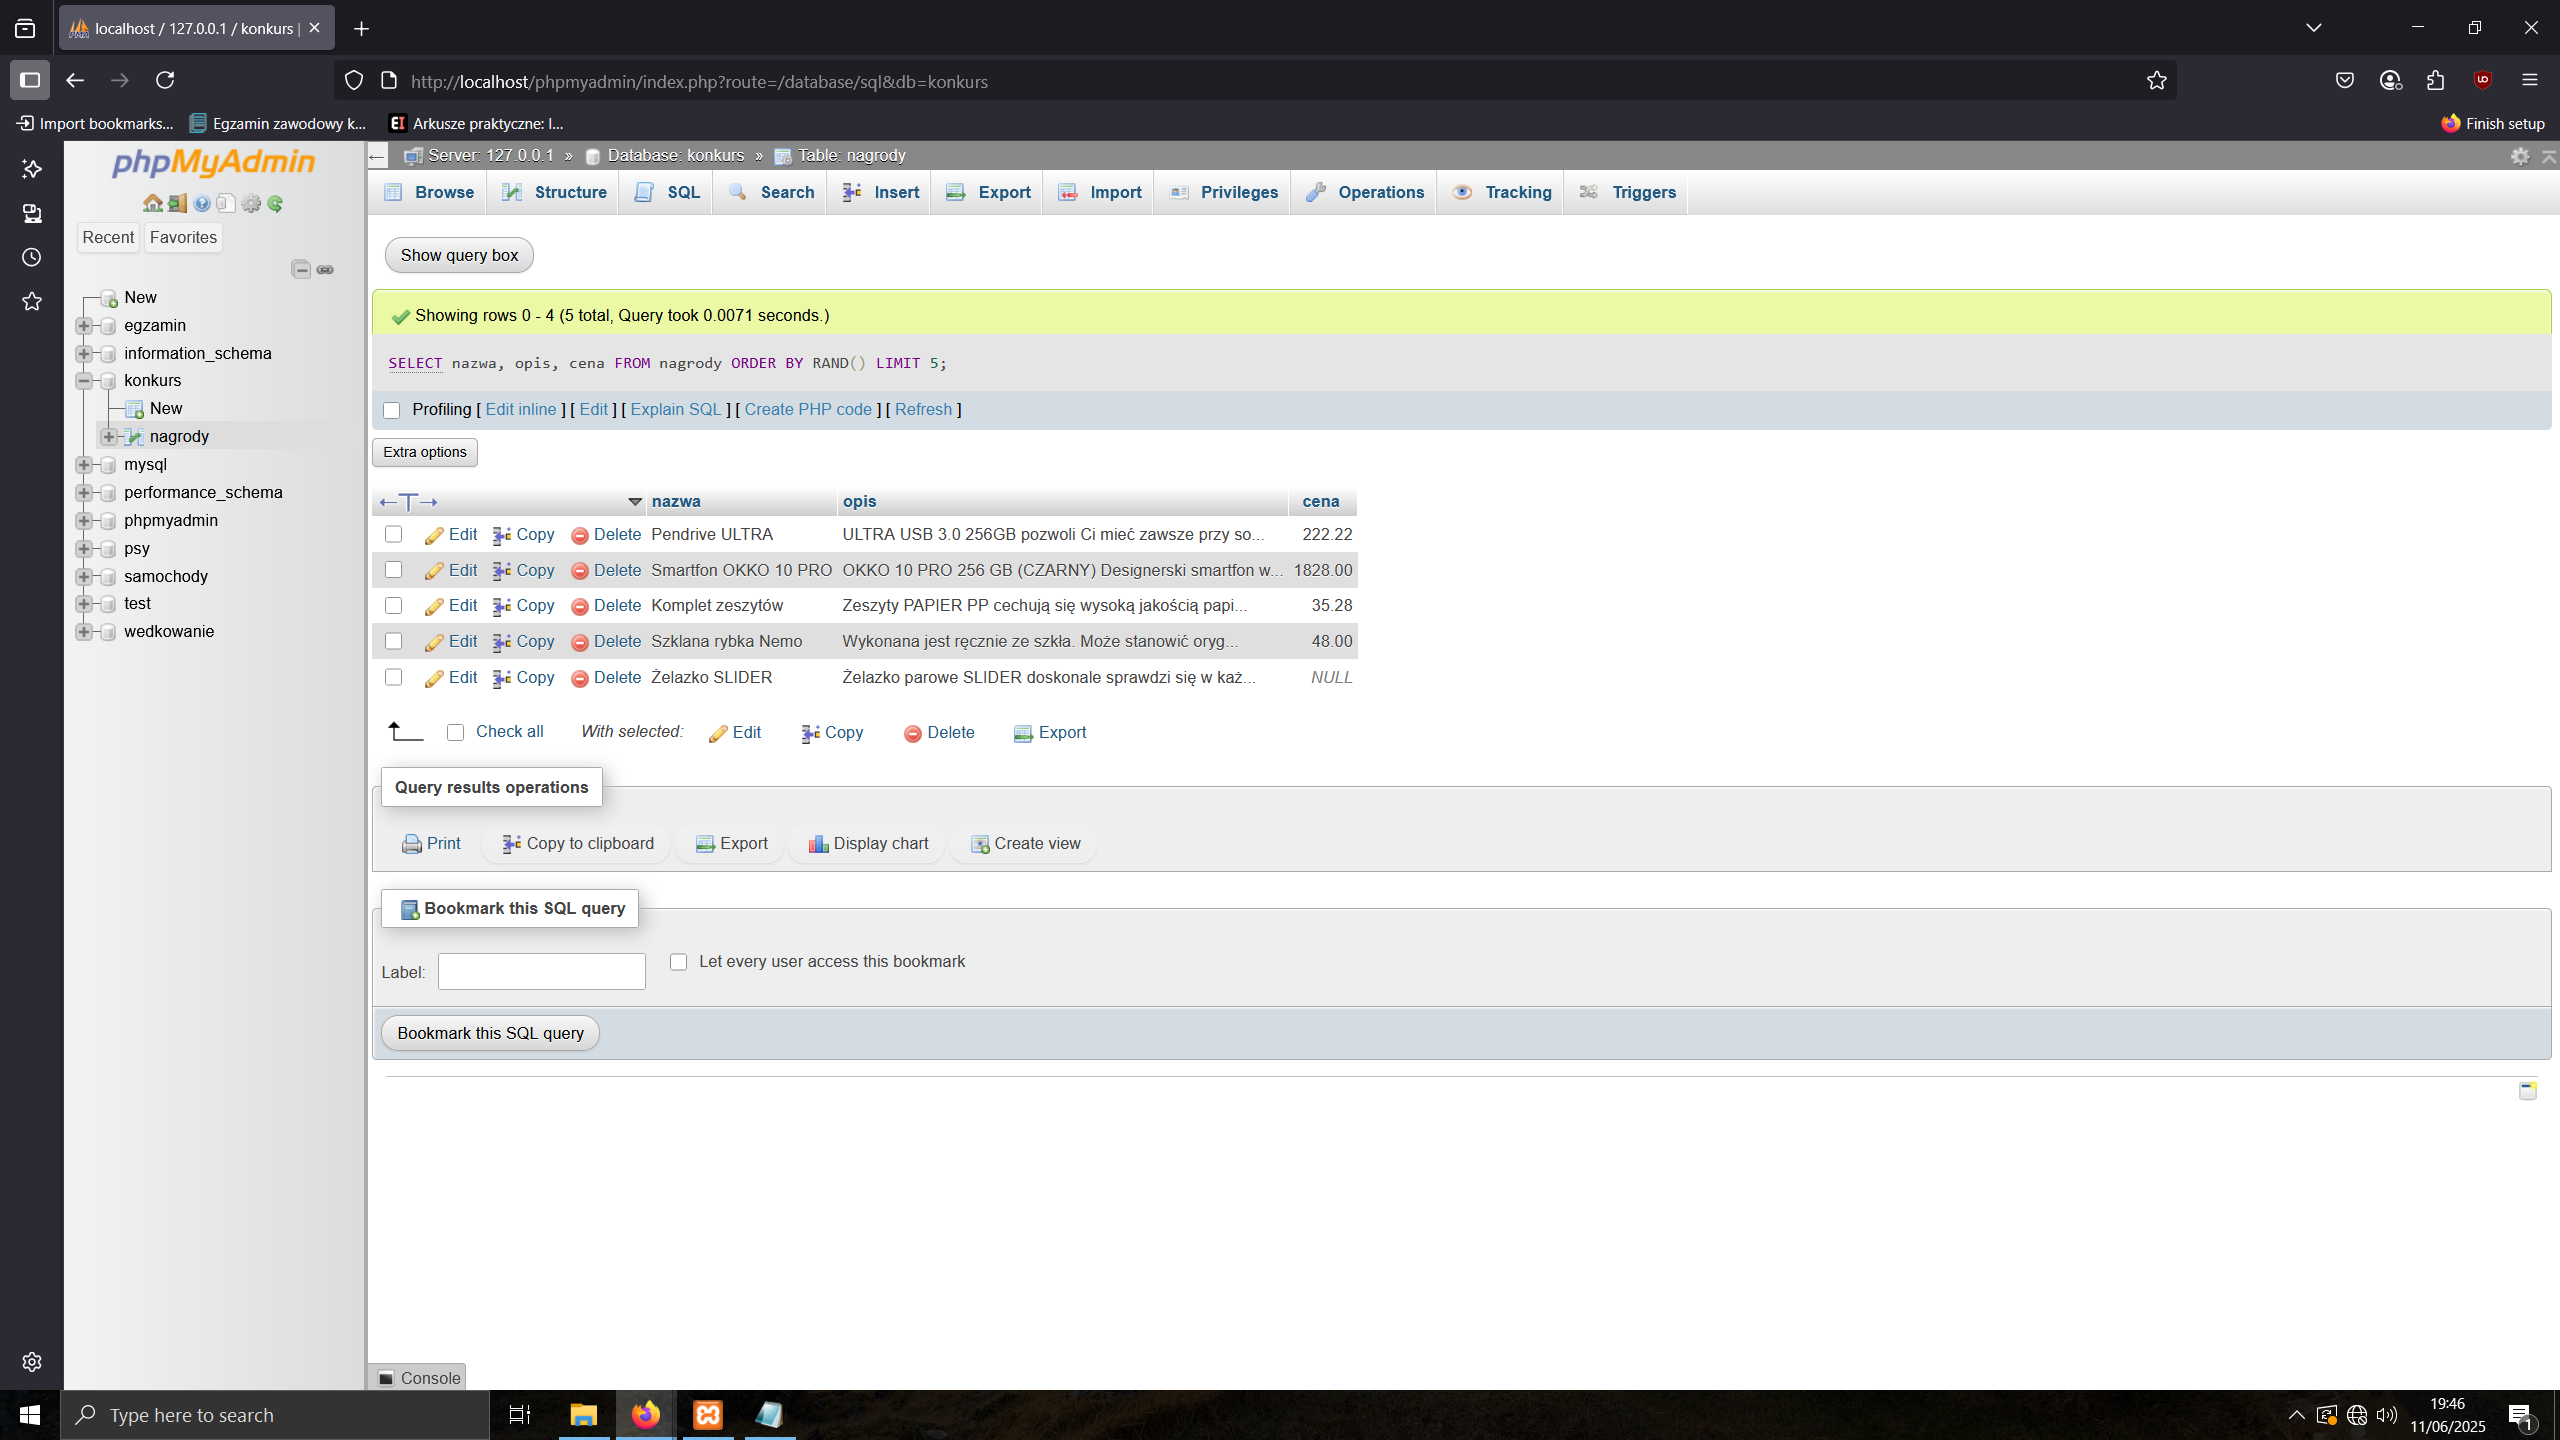 localhost / 127.0.0.1 / konkurs |
http://localhost/phpmyadmin/index.php?route=/database/sql&db=konkurs
Import bookmarks...
Egzamin zawodowy k...
EI
Arkusze praktyczne: I...
Finish setup
phpMyAdmin
Recent
Favorites
New
egzamin
information_schema
konkurs
New
nagrody
mysql
performance_schema
phpmyadmin
psy
samochody
test
wedkowanie
Server: 127.0.0.1 » Database: konkurs » Table: nagrody
Browse Structure SQL Search Insert Export Import Privileges Operations Tracking Triggers
Show query box
Showing rows 0 - 4 (5 total, Query took 0.0071 seconds.)
SELECT nazwa, opis, cena FROM nagrody ORDER BY RAND() LIMIT 5;
Profiling [ Edit inline ] [ Edit ] [ Explain SQL ] [ Create PHP code ] [ Refresh ]
Extra options
←T→ nazwa opis cena
Edit Copy Delete Pendrive ULTRA ULTRA USB 3.0 256GB pozwoli Ci mieć zawsze przy so... 222.22
Edit Copy Delete Smartfon OKKO 10 PRO OKKO 10 PRO 256 GB (CZARNY) Designerski smartfon w... 1828.00
Edit Copy Delete Komplet zeszytów Zeszyty PAPIER PP cechują się wysoką jakością papi... 35.28
Edit Copy Delete Szklana rybka Nemo Wykonana jest ręcznie ze szkła. Może stanowić oryg... 48.00
Edit Copy Delete Żelazko SLIDER Żelazko parowe SLIDER doskonale sprawdzi się w każ... NULL
Check all With selected: Edit Copy Delete Export
Query results operations
Print Copy to clipboard Export Display chart Create view
Bookmark this SQL query
Label:
Let every user access this bookmark
Bookmark this SQL query
Console
Type here to search
19:46
11/06/2025
1